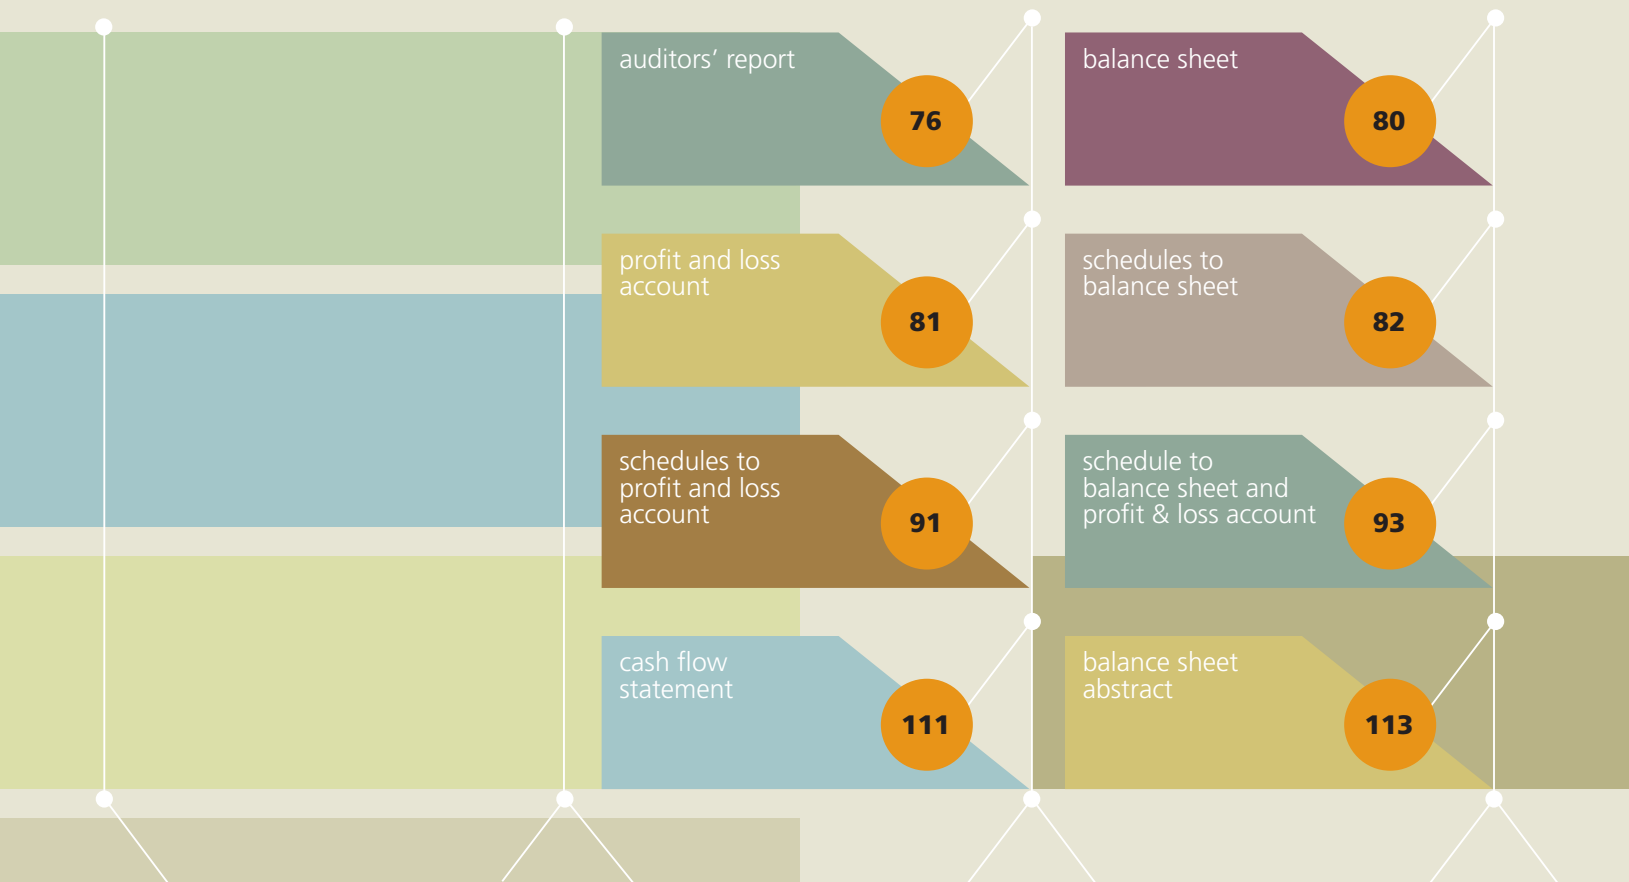 auditors’ report
76
balance sheet
80
profit and loss
account
81
schedules to
balance sheet
82
schedules to
profit and loss
account
91
schedule to
balance sheet and
profit & loss account
93
cash flow
statement
111
balance sheet
abstract
113